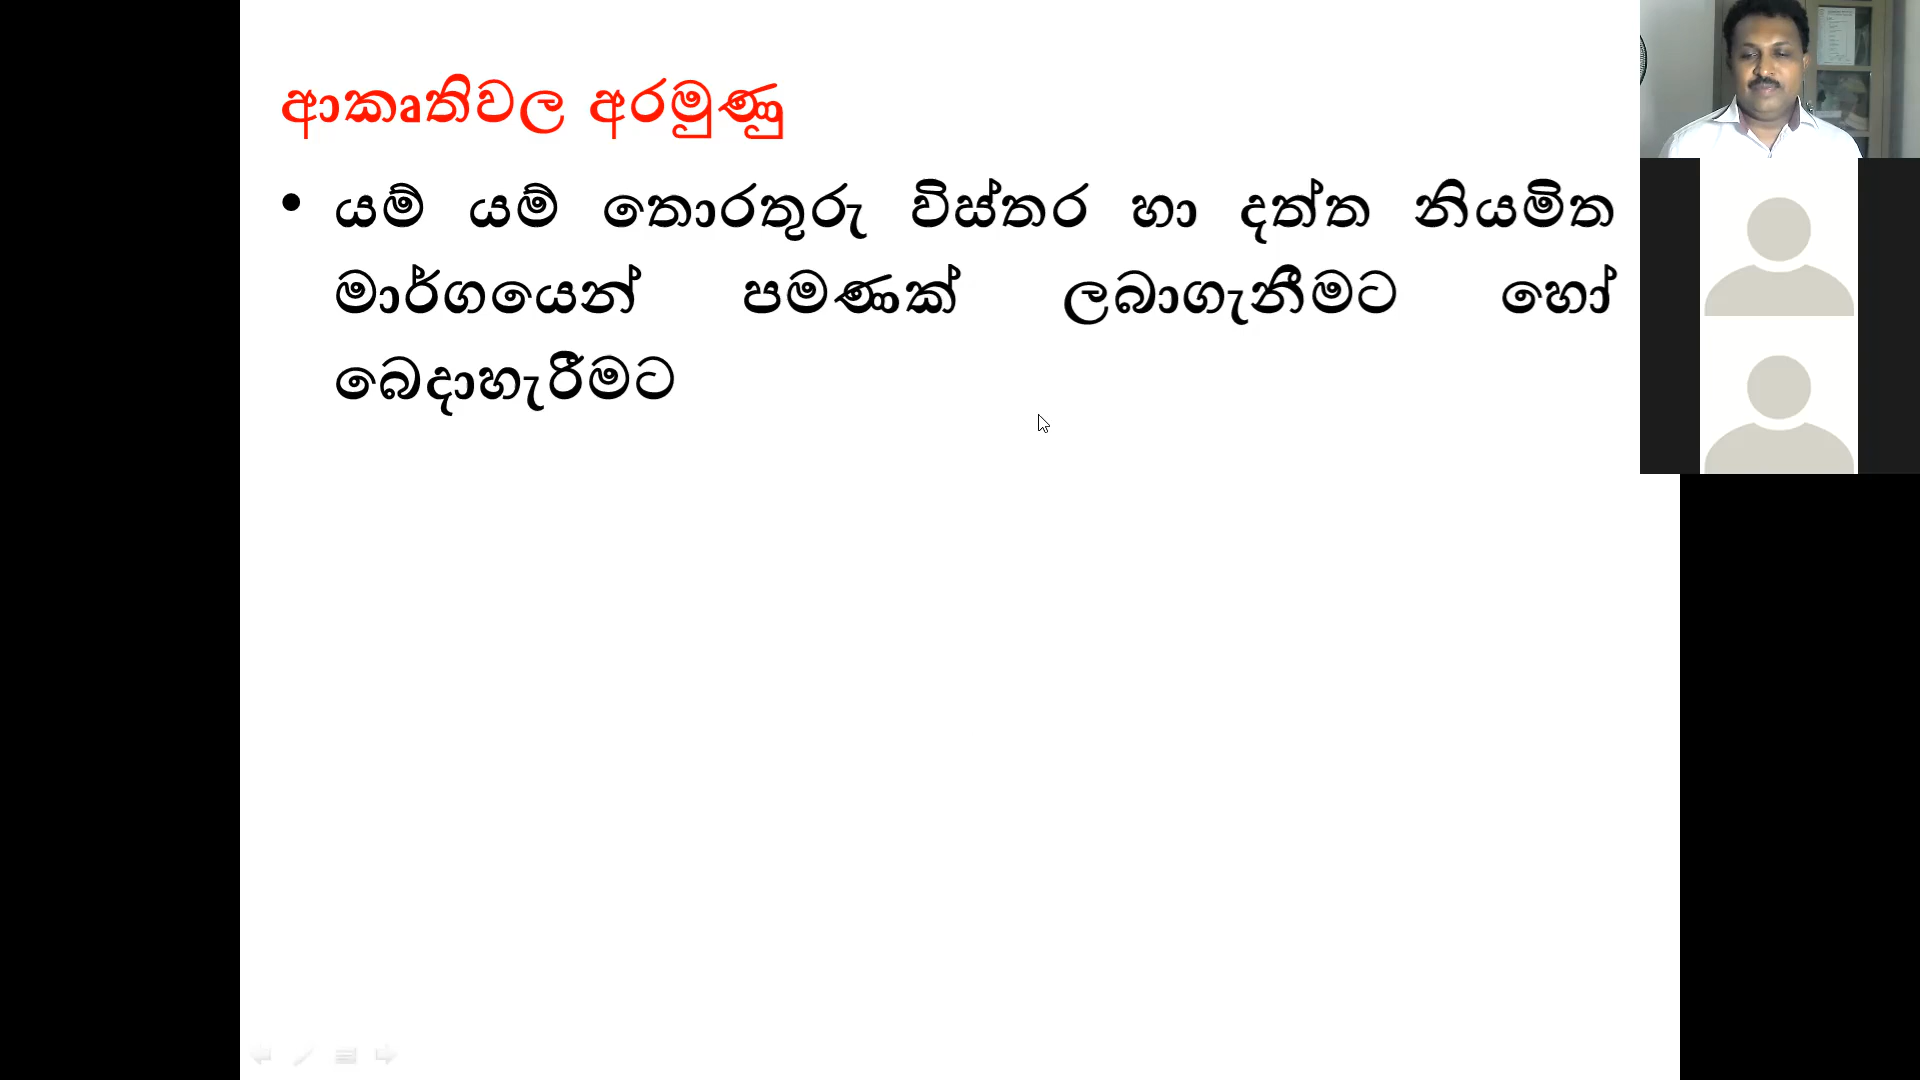 ආකෘතිවල අරමුණු
• යම් යම් තොරතුරු විස්තර හා දත්ත නියමිත
මාර්ගයෙන් පමණක් ලබාගැනීමට හෝ
බෙදාහැරීමට